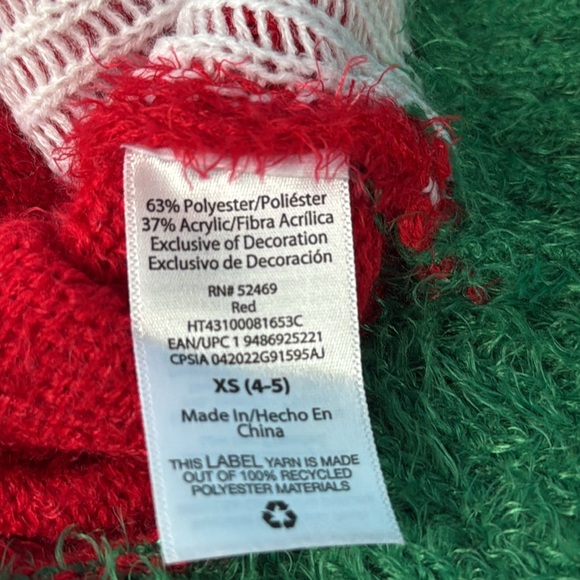 63% Polyester/Poliéster
37% Acrylic/Fibra Acrílica
Exclusive of Decoration
Exclusivo de Decoración
RN# 52469
Red
HT43100081653C
EAN/UPC 1 9486925221
CPSIA 042022G91595AJ
XS (4-5)
Made In/Hecho En
China
THIS LABEL YARN IS MADE
OUT OF 100% RECYCLED
POLYESTER MATERIALS